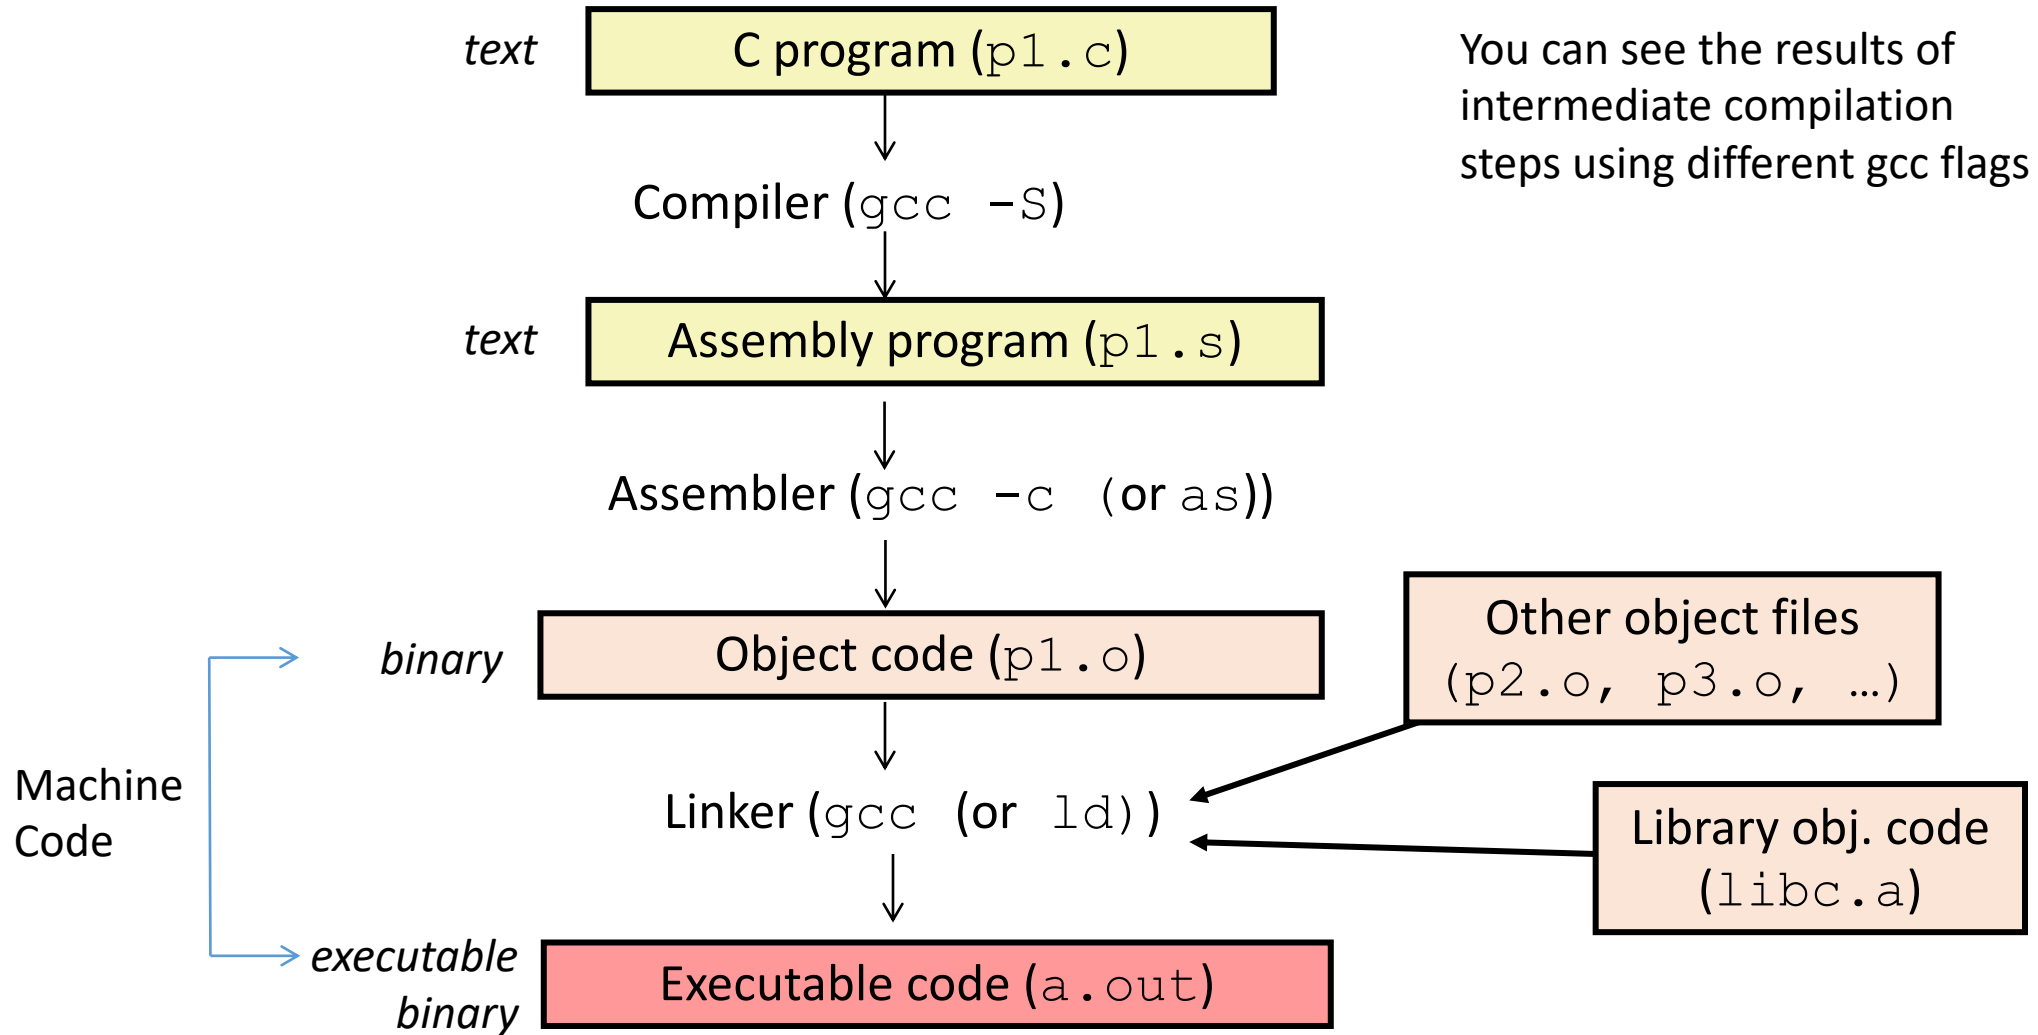 text
C program (p1.c)
You can see the results of
intermediate compilation
steps using different gcc flags
Compiler (gcc -S)
text
Assembly program (p1.s)
Assembler (gcc -c (or as))
binary
Object code (p1.o)
Other object files
(p2.o, p3.o, …)
Machine
Code
Linker (gcc (or ld))
Library obj. code
(libc.a)
executable
binary
Executable code (a.out)